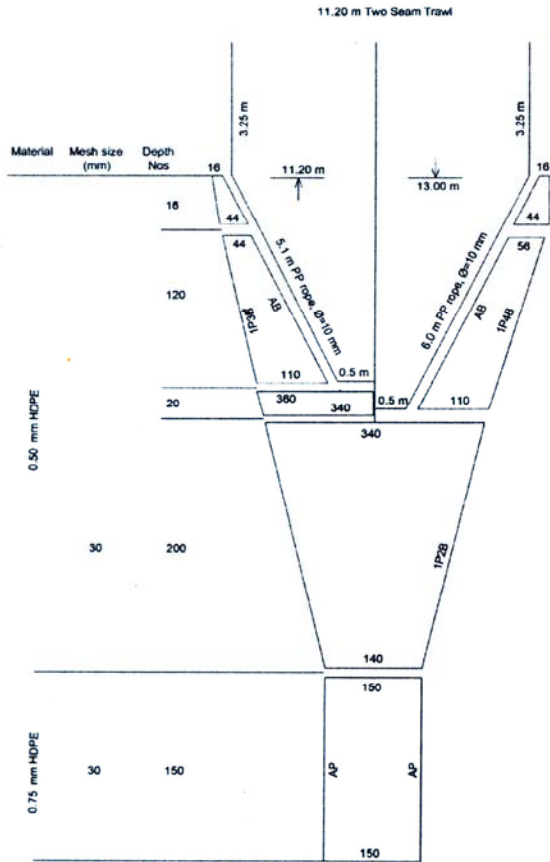 11.20 m Two Seam Trawl
3.25 m
3.25 m
Material Mesh size (mm) Depth Nos
16 11.20 m 13.00 m 16
16 44 44
44 5.1 m PP rope, Ø=10 mm 6.0 m PP rope, Ø=10 mm 56
120 1P3B AB AB 1P4B
110 0.5 m
360 0.5 m 110
20 340
340
0.50 mm HDPE
30 200 1P2B
140
150
0.75 mm HDPE 30 150 AP AP
150